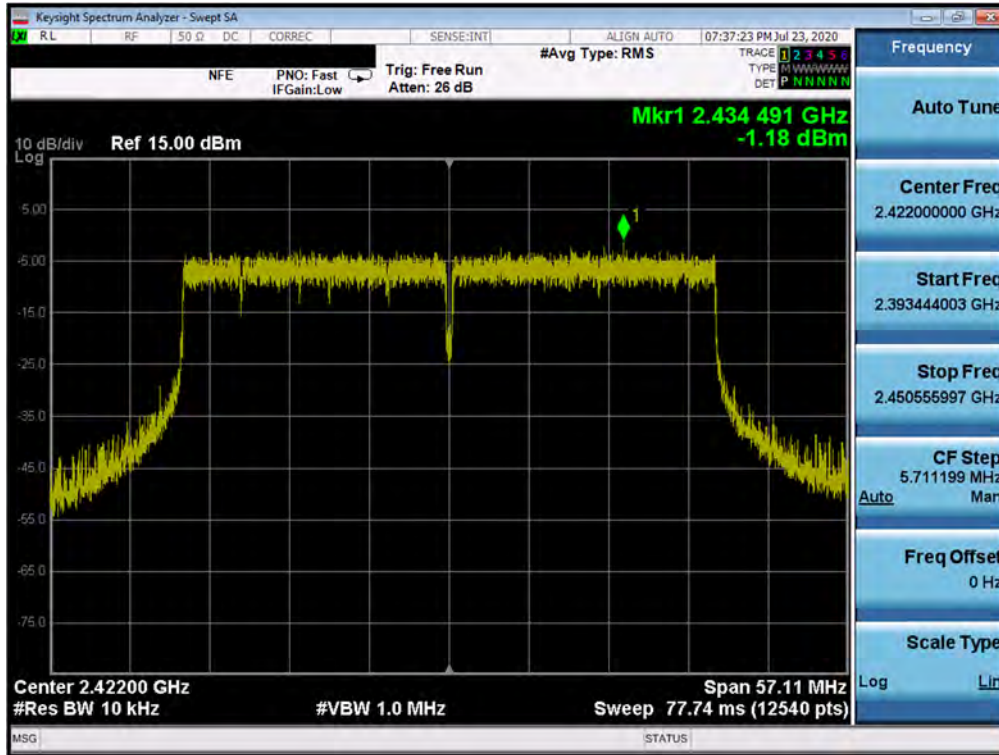 Keysight Spectrum Analyzer - Swept SA
RL RF 50 Ω DC CORREC SENSE:INT ALIGN AUTO 07:37:23 PM Jul 23, 2020
#Avg Type: RMS
TRACE 1 2 3 4 5 6
TYPE M WWWWW
DET P N N N N N
NFE PNO: Fast Trig: Free Run
IFGain:Low Atten: 26 dB
Mkr1 2.434 491 GHz
-1.18 dBm
10 dB/div Ref 15.00 dBm
Log
5.00
-5.00
-15.0
-25.0
-35.0
-45.0
-55.0
-65.0
-75.0
1
Center 2.42200 GHz Span 57.11 MHz
#Res BW 10 kHz #VBW 1.0 MHz Sweep 77.74 ms (12540 pts)
MSG STATUS
Frequency
Auto Tune
Center Freq
2.422000000 GHz
Start Freq
2.393444003 GHz
Stop Freq
2.450555997 GHz
CF Step
5.711199 MHz
Auto Man
Freq Offset
0 Hz
Scale Type
Log Lin